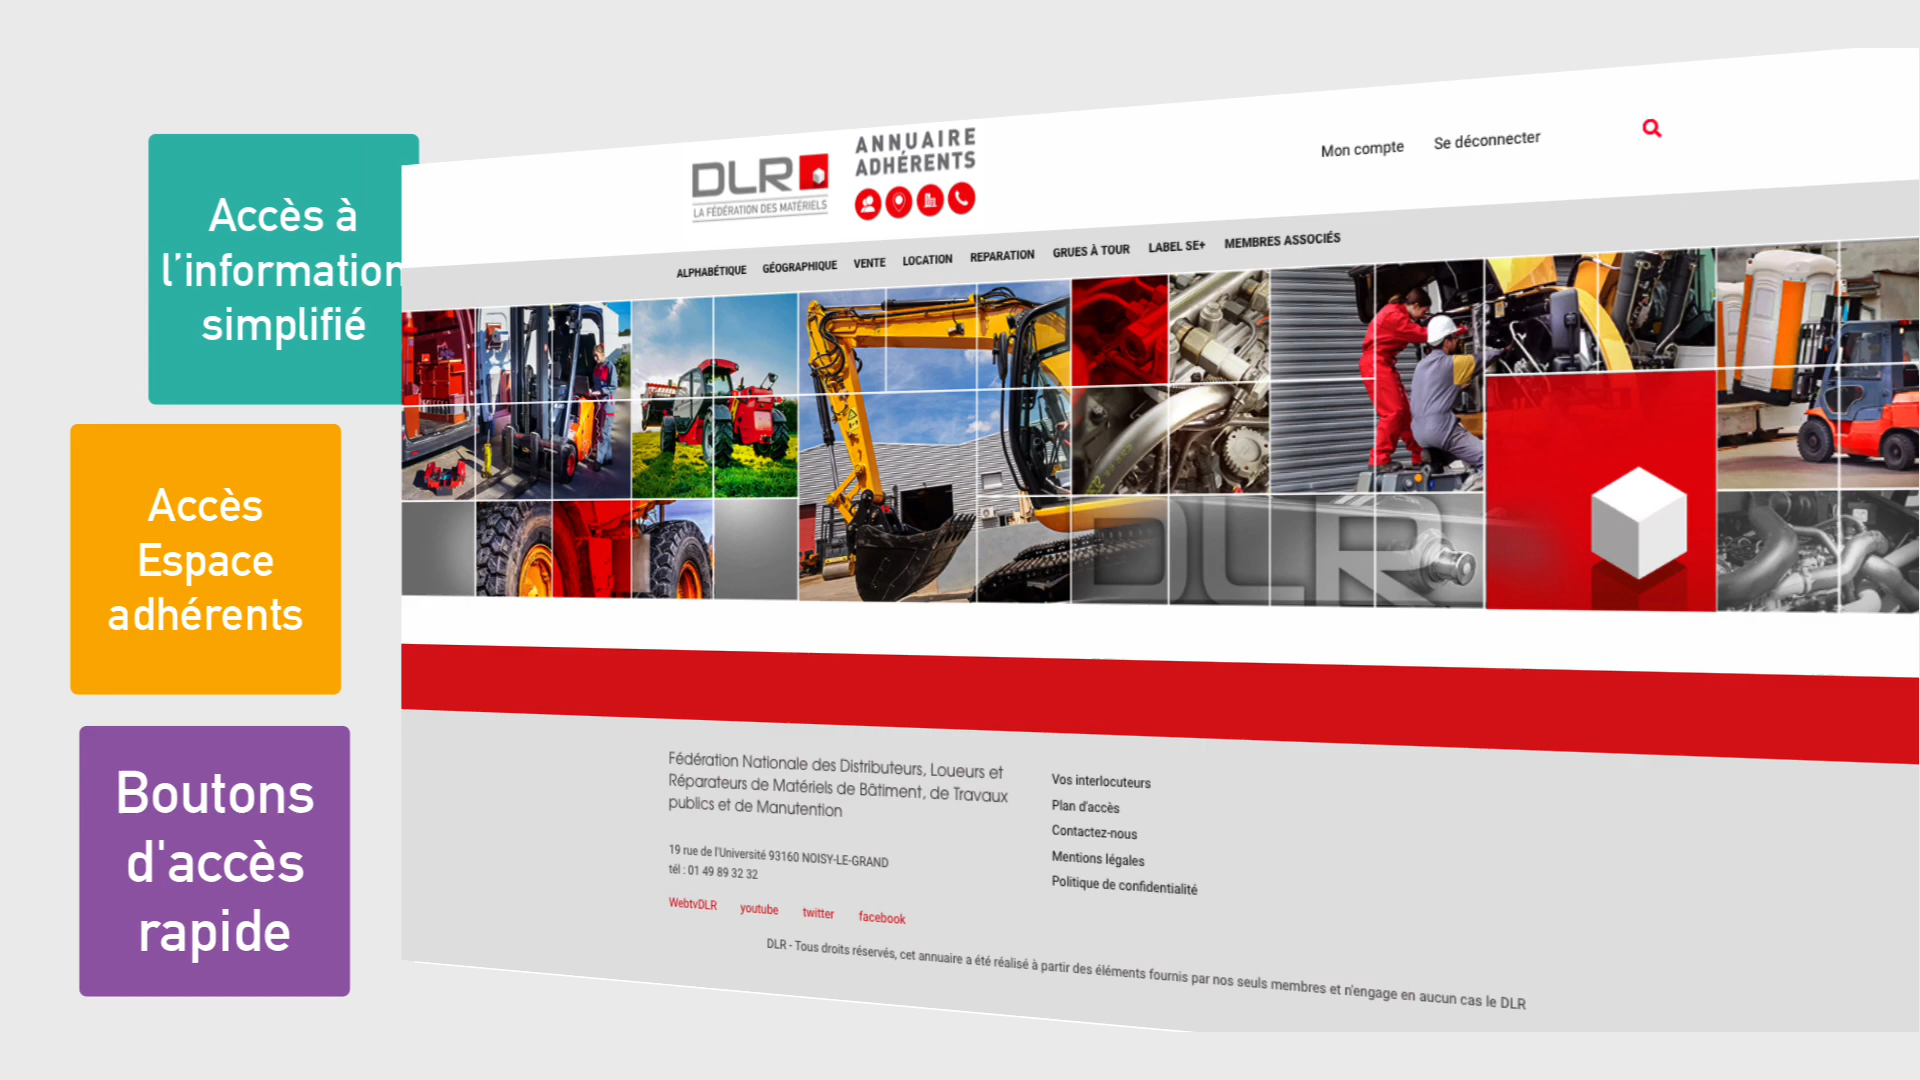 Accès à
l'information
simplifié
Accès
Espace
adhérents
Boutons
d'accès
rapide
DLR
LA FÉDÉRATION DES MATÉRIELS
ANNUAIRE
ADHÉRENTS
Mon compte Se déconnecter
ALPHABÉTIQUE GÉOGRAPHIQUE VENTE LOCATION REPARATION GRUES À TOUR LABEL SE+ MEMBRES ASSOCIÉS
DLR
Fédération Nationale des Distributeurs, Loueurs et
Réparateurs de Matériels de Bâtiment, de Travaux
publics et de Manutention
19 rue de l'Université 93160 NOISY-LE-GRAND
tél : 01 49 89 32 32
WebtvDLR youtube twitter facebook
Vos interlocuteurs
Plan d'accès
Contactez-nous
Mentions légales
Politique de confidentialité
DLR - Tous droits réservés, cet annuaire a été réalisé à partir des éléments fournis par nos seuls membres et n'engage en aucun cas le DLR